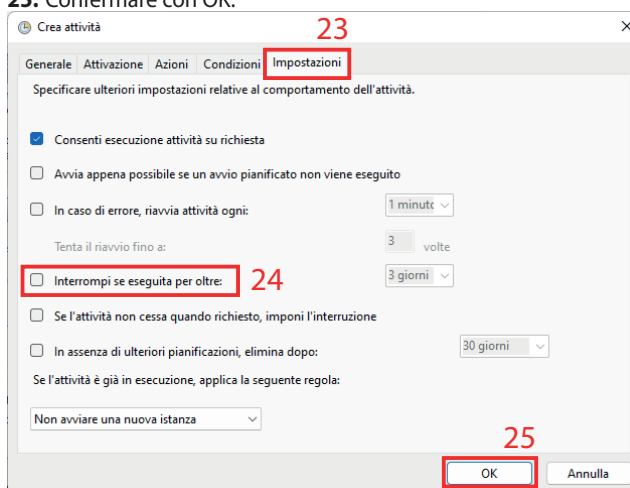 25. Confermare con OK.
Crea attività
23
Generale Attivazione Azioni Condizioni Impostazioni
Specificare ulteriori impostazioni relative al comportamento dell'attività.
Consenti esecuzione attività su richiesta
Avvia appena possibile se un avvio pianificato non viene eseguito
In caso di errore, riavvia attività ogni: 1 minuto
Tenta il riavvio fino a: 3 volte
Interrompi se eseguita per oltre: 24 3 giorni
Se l'attività non cessa quando richiesto, imponi l'interruzione
In assenza di ulteriori pianificazioni, elimina dopo: 30 giorni
Se l'attività è già in esecuzione, applica la seguente regola:
Non avviare una nuova istanza
25
OK Annulla